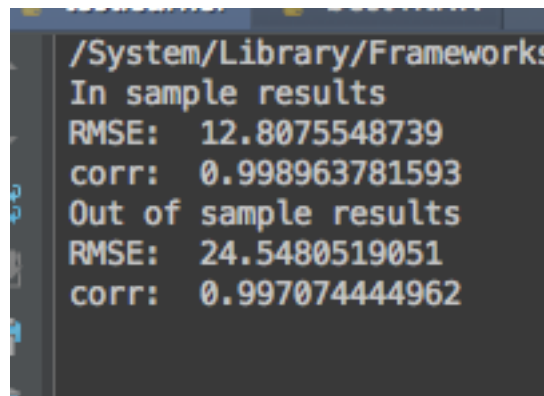 /System/Library/Frameworks
In sample results
RMSE:  12.8075548739
corr:  0.998963781593
Out of sample results
RMSE:  24.5480519051
corr:  0.997074444962